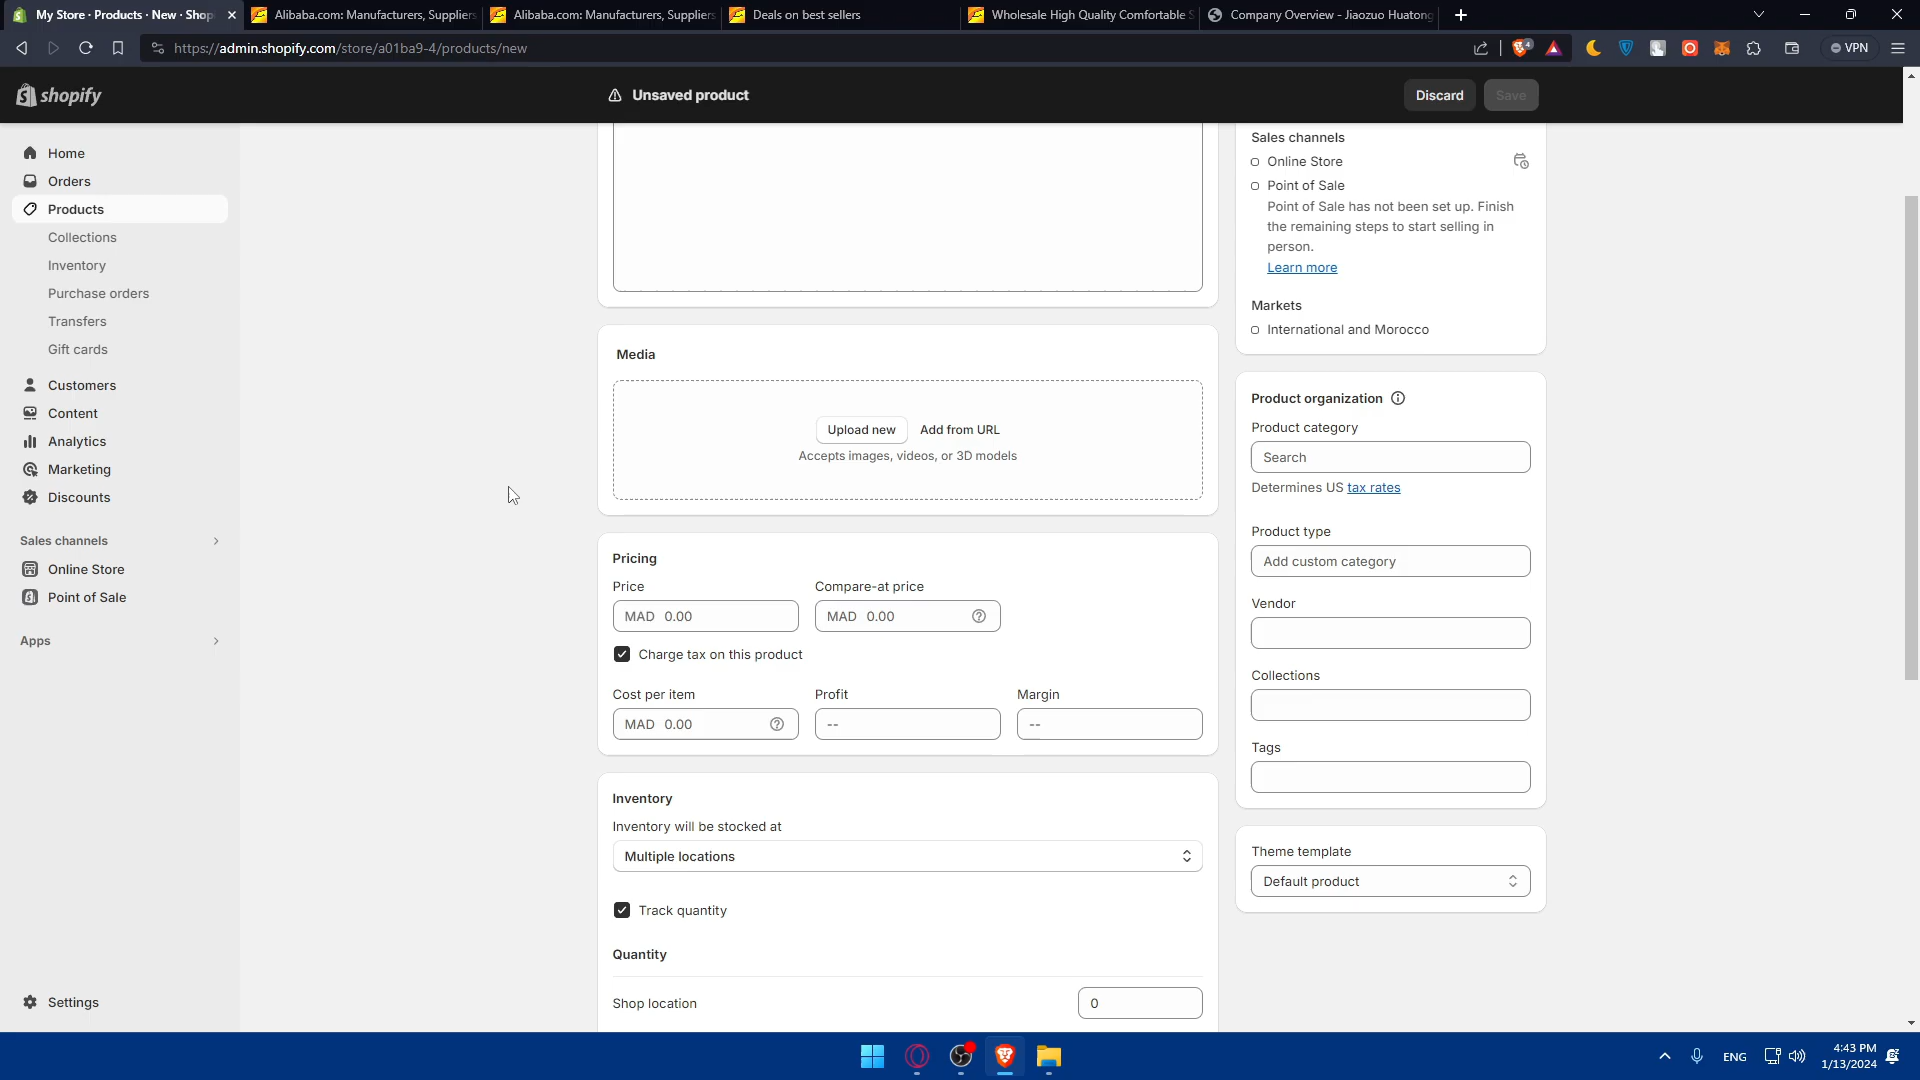 My Store · Products · New · Shop
Alibaba.com: Manufacturers, Suppliers
Alibaba.com: Manufacturers, Suppliers
Deals on best sellers
Wholesale High Quality Comfortable S
Company Overview - Jiaozuo Huatong
https://admin.shopify.com/store/a01ba9-4/products/new
4
VPN
shopify
Unsaved product
Discard
Save
Home
Orders
Products
Collections
Inventory
Purchase orders
Transfers
Gift cards
Customers
Content
Analytics
Marketing
Discounts
Sales channels
Online Store
Point of Sale
Apps
Settings
Media
Upload new
Add from URL
Accepts images, videos, or 3D models
Pricing
Price
Compare-at price
MAD 0.00
MAD 0.00
Charge tax on this product
Cost per item
Profit
Margin
MAD 0.00
--
--
Inventory
Inventory will be stocked at
Multiple locations
Track quantity
Quantity
Shop location
0
Sales channels
Online Store
Point of Sale
Point of Sale has not been set up. Finish
the remaining steps to start selling in
person.
Learn more
Markets
International and Morocco
Product organization
Product category
Search
Determines US tax rates
Product type
Add custom category
Vendor
Collections
Tags
Theme template
Default product
ENG
4:43 PM
1/13/2024